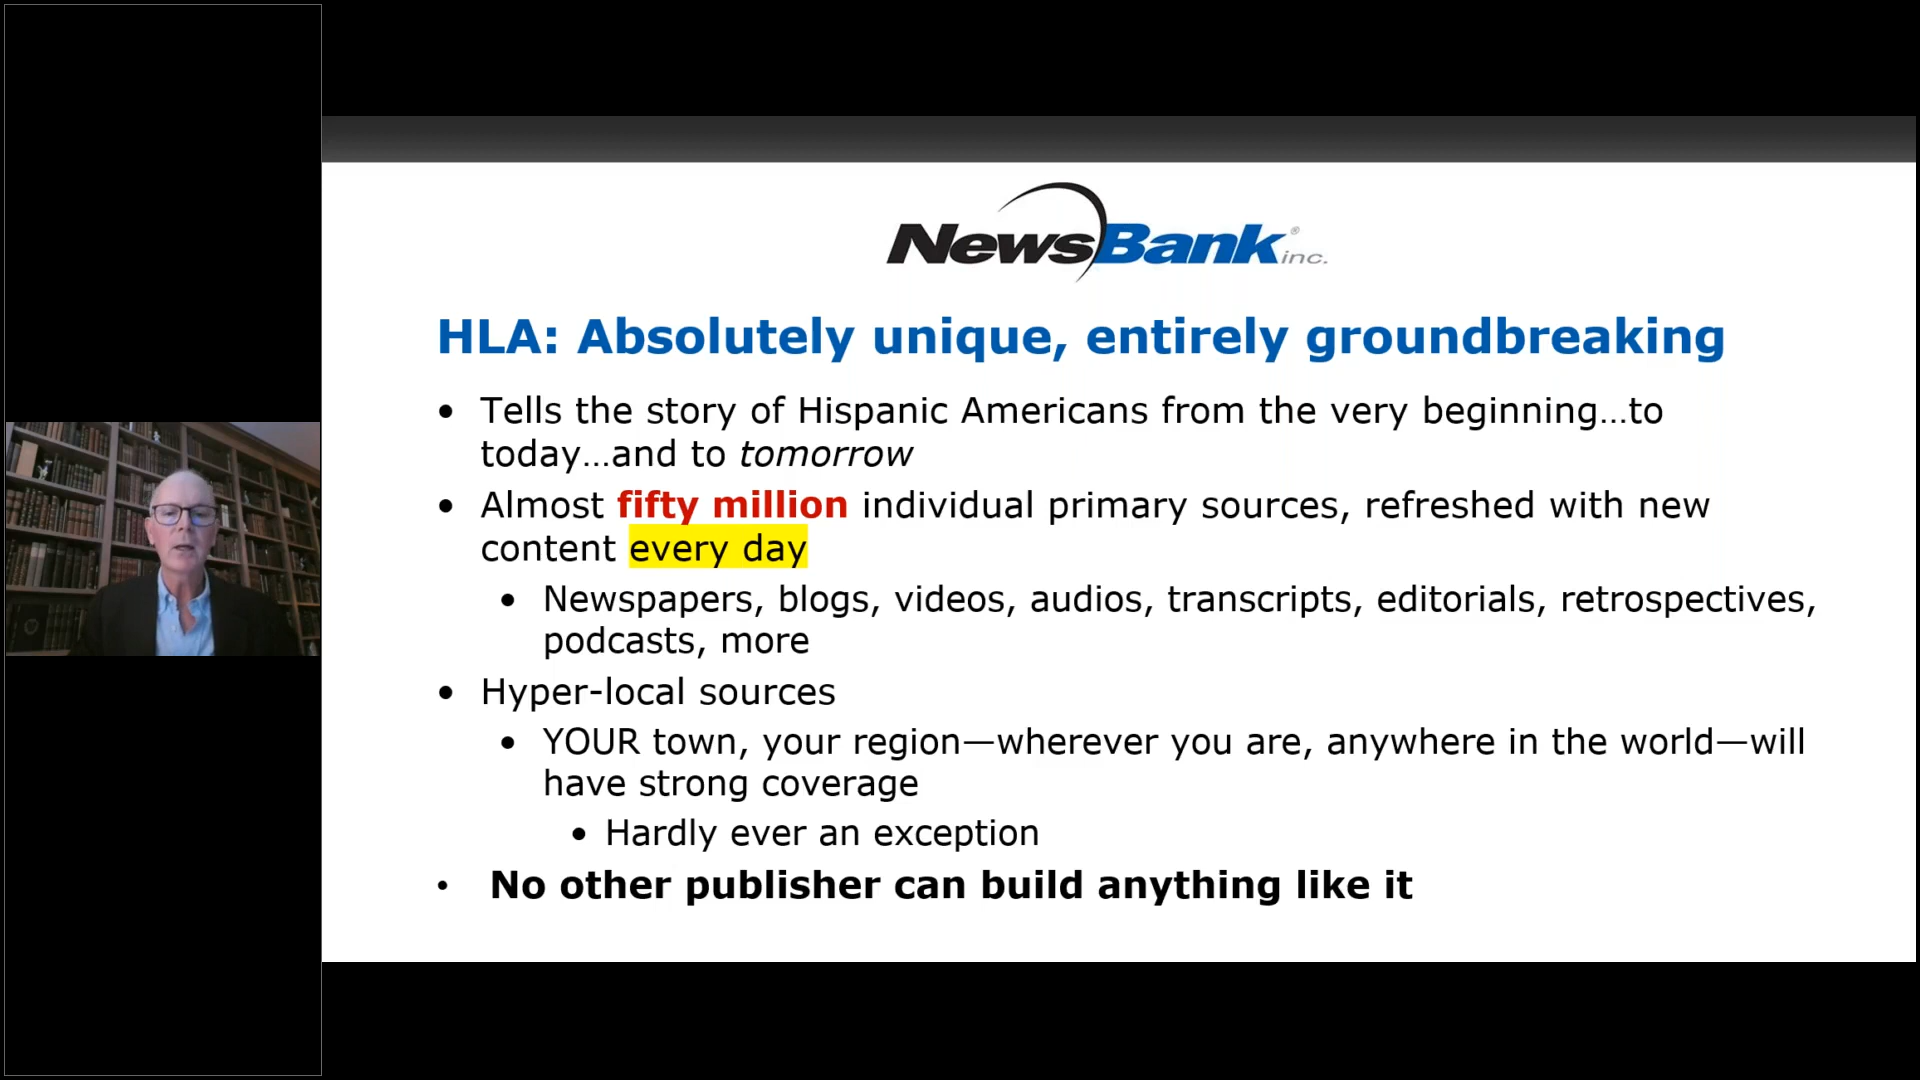 NewsBank® inc.
HLA: Absolutely unique, entirely groundbreaking
• Tells the story of Hispanic Americans from the very beginning…to
today…and to tomorrow
• Almost fifty million individual primary sources, refreshed with new
content every day
• Newspapers, blogs, videos, audios, transcripts, editorials, retrospectives,
podcasts, more
• Hyper-local sources
• YOUR town, your region—wherever you are, anywhere in the world—will
have strong coverage
• Hardly ever an exception
• No other publisher can build anything like it